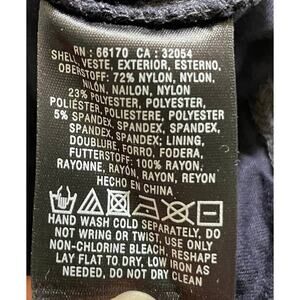 RN : 66170 CA : 32054
SHELL, VESTE, EXTERIOR, ESTERNO,
OBERSTOFF: 72% NYLON, NYLON,
NILÓN, NAILON, NYLON
23% POLYESTER, POLYESTER,
POLIÉSTER, POLIESTERE, POLYESTER
5% SPANDEX, SPANDEX, SPANDEX,
SPANDEX, SPANDEX; LINING,
DOUBLURE, FORRO, FODERA,
FUTTERSTOFF: 100% RAYON,
RAYONNE, RAYÓN, RAYON, REYON
HECHO EN CHINA
HAND WASH COLD SEPARATELY, DO
NOT WRING OR TWIST, USE ONLY
NON-CHLORINE BLEACH, RESHAPE
LAY FLAT TO DRY, LOW IRON AS
NEEDED, DO NOT DRY CLEAN